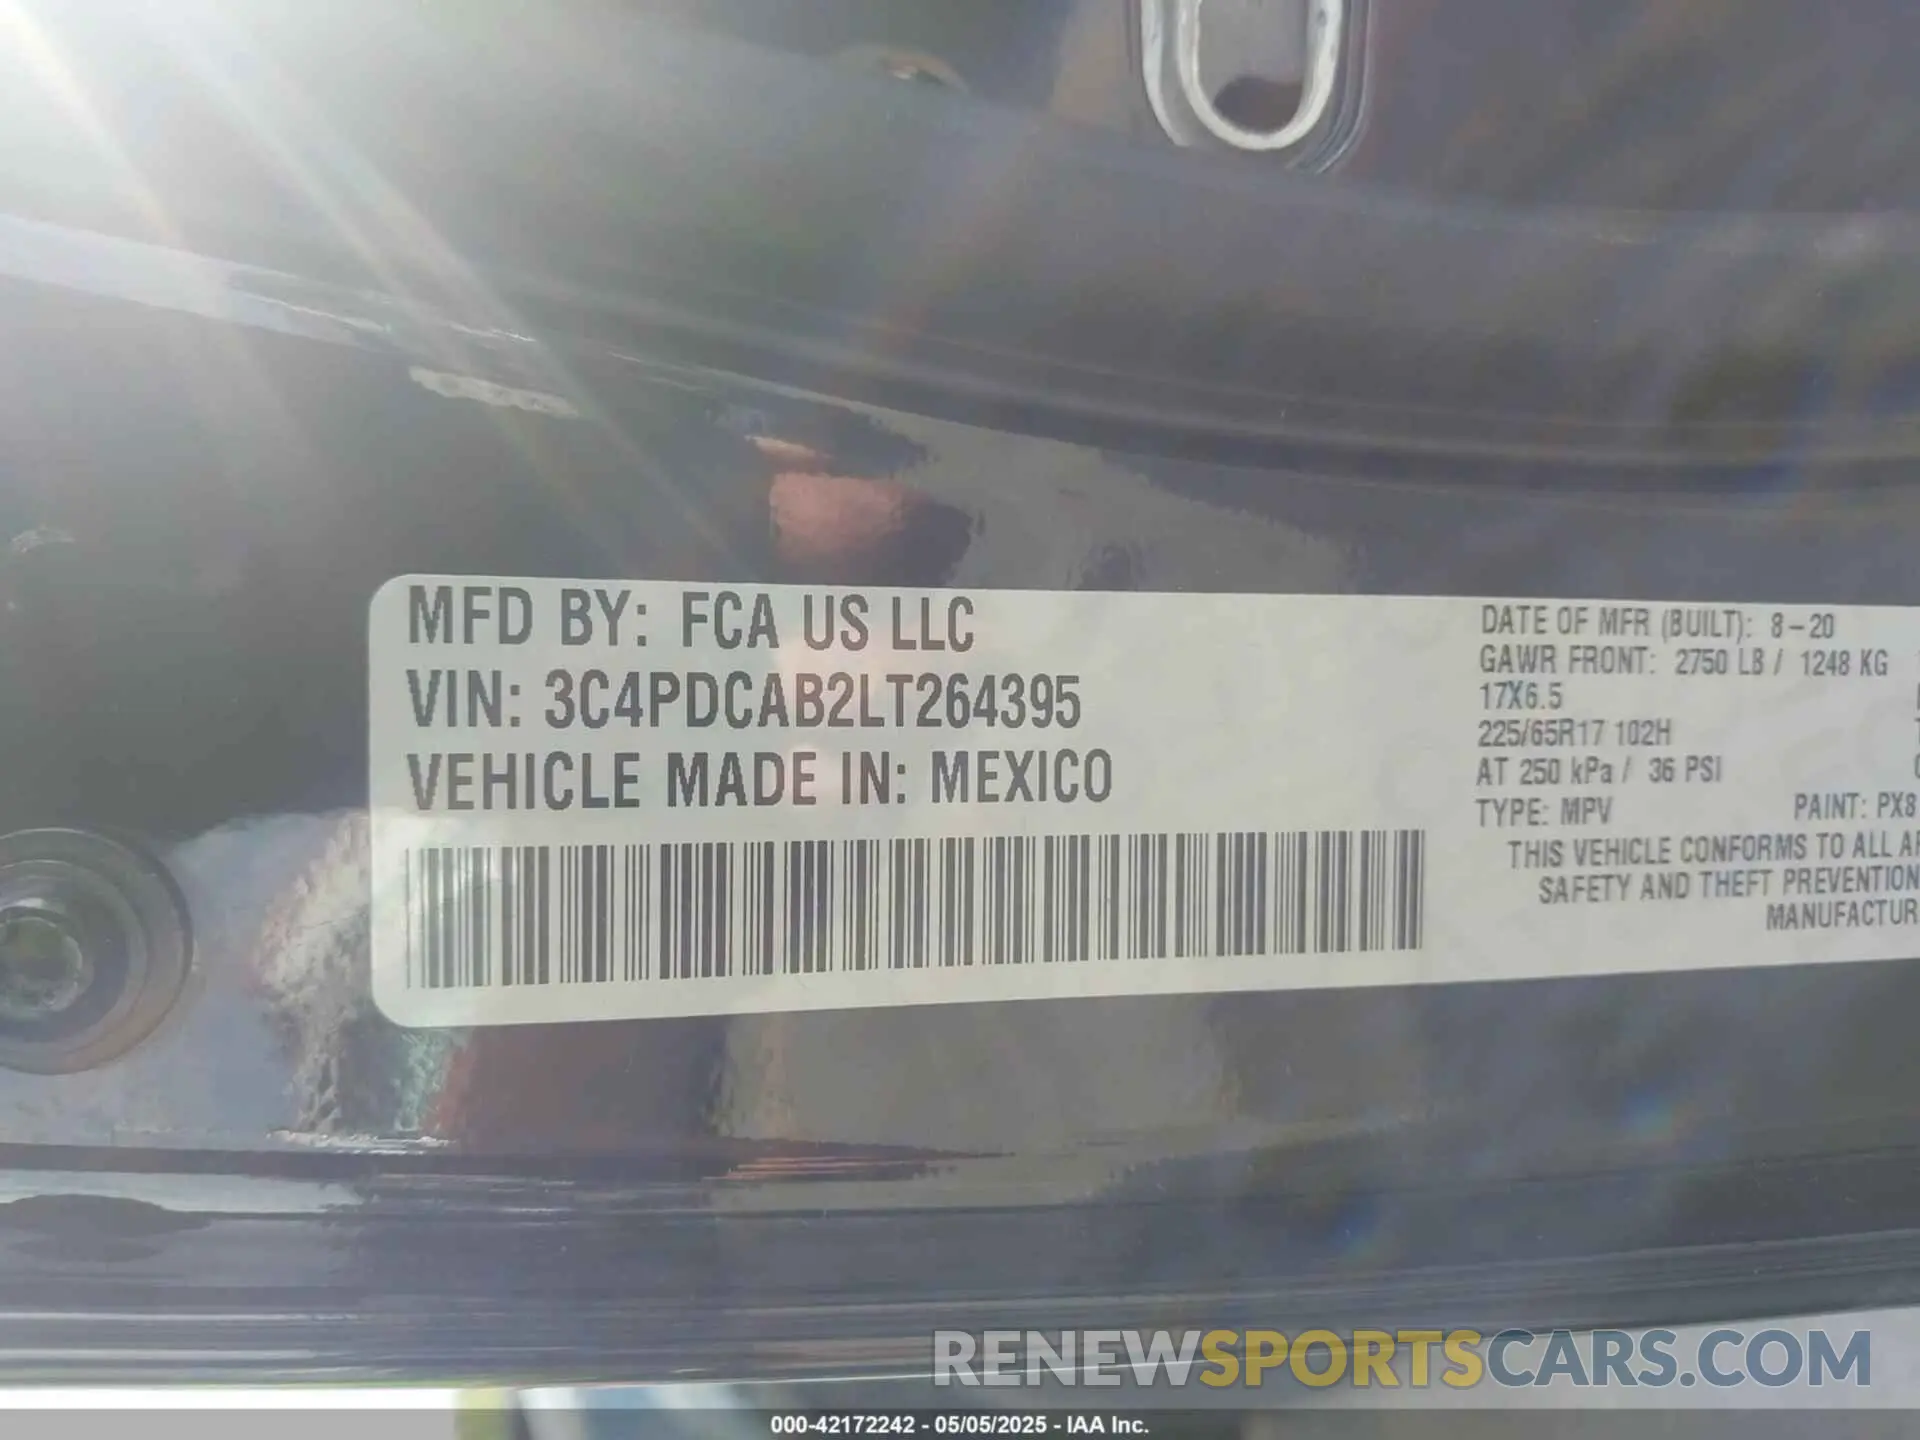 MFD BY: FCA US LLC
VIN: 3C4PDCAB2LT264395
VEHICLE MADE IN: MEXICO
DATE OF MFR (BUILT): 8-20
GAWR FRONT: 2750 LB / 1248 KG
17X6.5
225/65R17 102H
AT 250 kPa / 36 PSI
TYPE: MPV PAINT: PX8
THIS VEHICLE CONFORMS TO ALL
SAFETY AND THEFT PREVENTION
MANUFACTUR
RENEWSPORTSCARS.COM
000-42172242 - 05/05/2025 - IAA Inc.